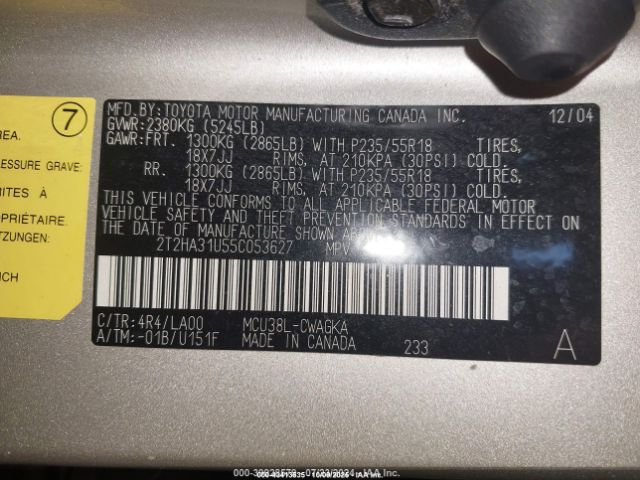 7
REA.
ESSURE GRAVE:
RITES À
PROPRIÉTAIRE.
TZUNGEN:
ICH
MFD.BY:TOYOTA MOTOR MANUFACTURING CANADA INC. 12/04
GVWR:2380KG (5245LB)
GAWR:FRT. 1300KG (2865LB) WITH P235/55R18 TIRES,
18X7JJ RIMS, AT 210KPA (30PSI) COLD.
RR. 1300KG (2865LB) WITH P235/55R18 TIRES,
18X7JJ RIMS, AT 210KPA (30PSI) COLD.
THIS VEHICLE CONFORMS TO ALL APPLICABLE FEDERAL MOTOR
VEHICLE SAFETY AND THEFT PREVENTION STANDARDS IN EFFECT ON
THE DATE OF MANUFACTURE SHOWN ABOVE.
2T2HA31U55C053627 MPV
C/TR:4R4/LA00 MCU38L-CWAGKA
A/TM:-01B/U151F MADE IN CANADA 233 A